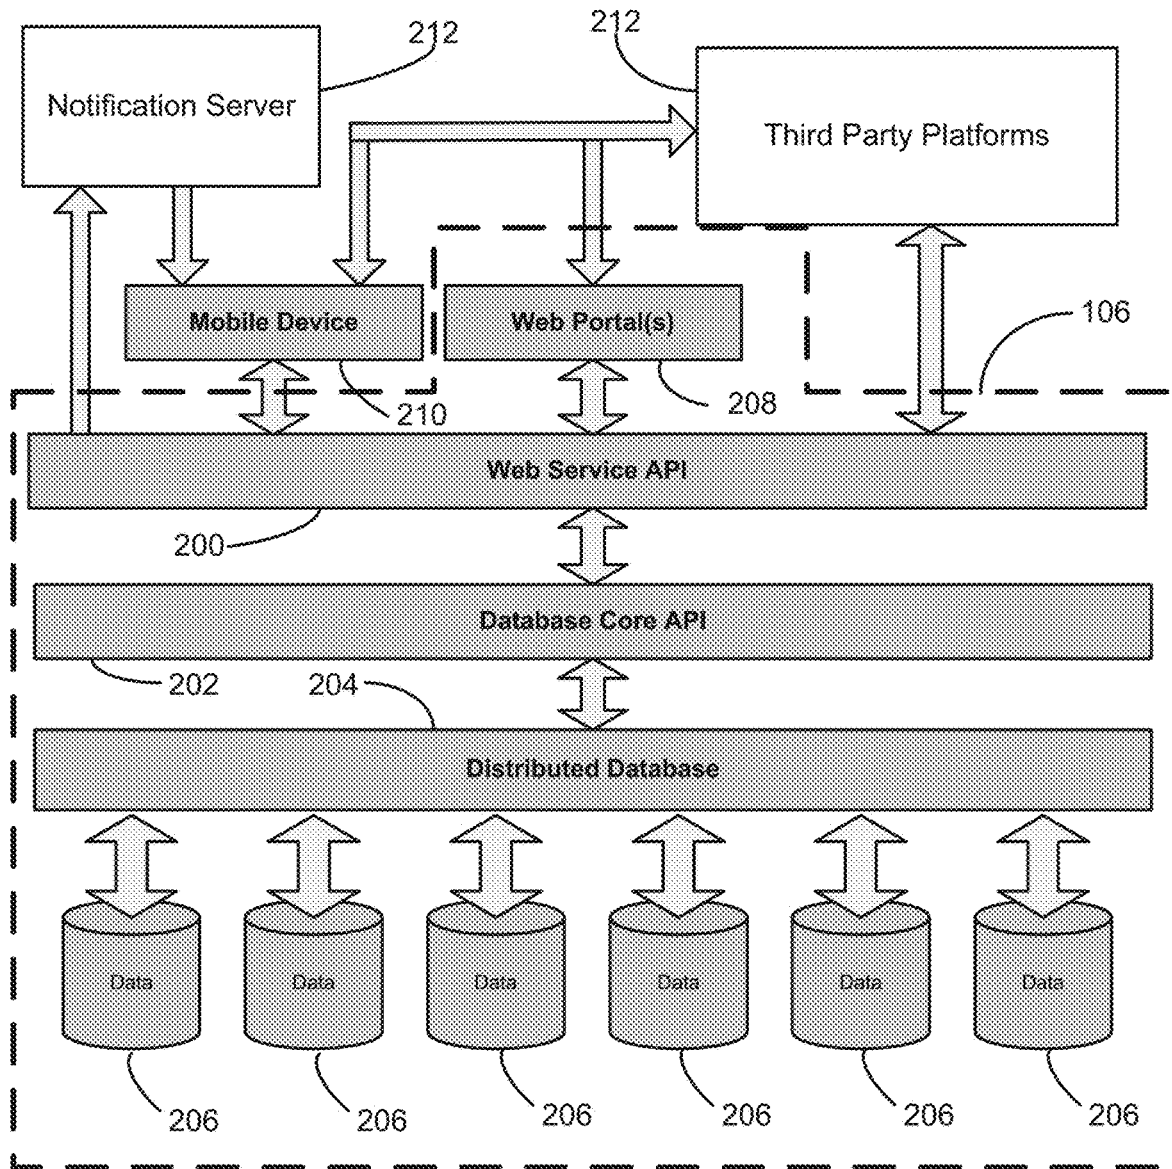 212
212
Notification Server
Third Party Platforms
106
Mobile Device
Web Portal(s)
210
208
Web Service API
200
Database Core API
202
204
Distributed Database
Data
Data
Data
Data
Data
Data
206
206
206
206
206
206